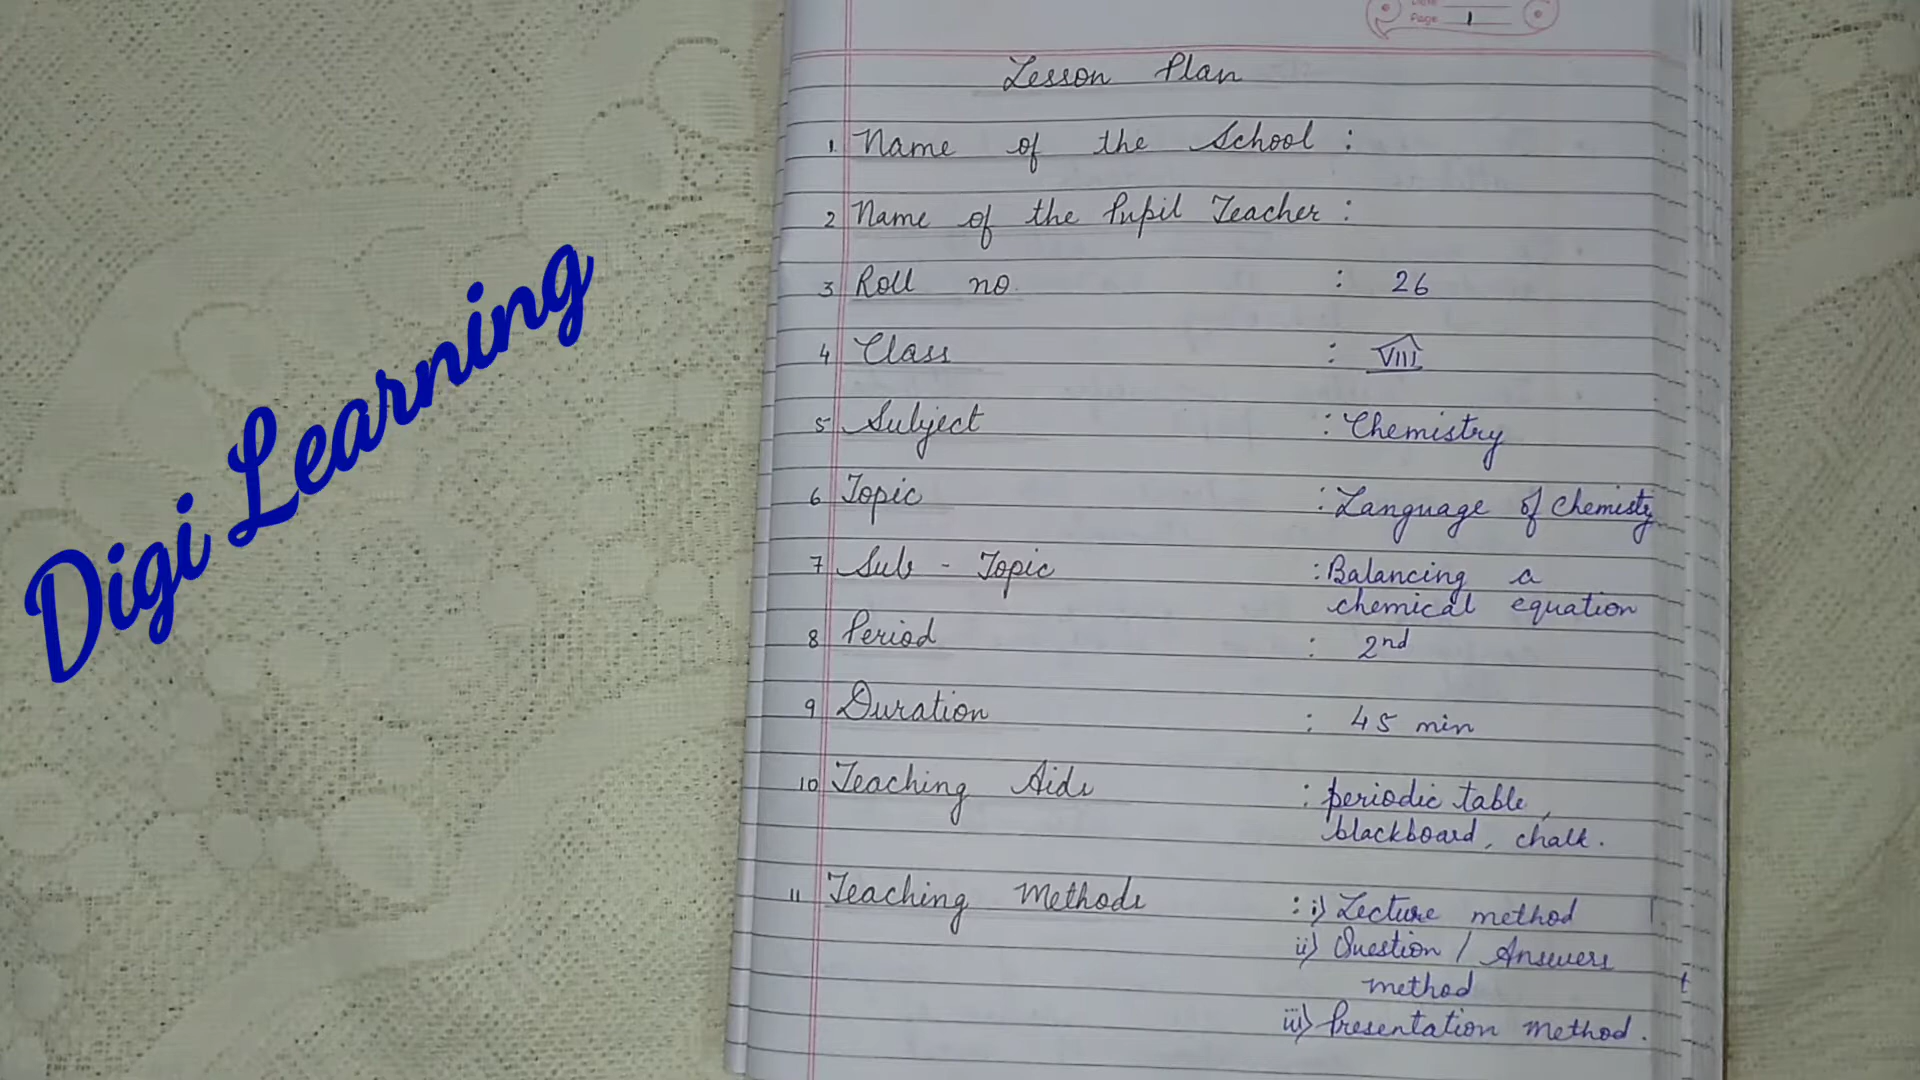 Digi Learning
Page 1
Lesson Plan
1. Name of the School :
2 Name of the Pupil Teacher :
3 Roll no. : 26
4 Class : VIII
5 Subject : Chemistry
6 Topic : Language of Chemisty
7 Sub - Topic : Balancing a
chemical equation
8 Period : 2nd
9 Duration : 45 min
10 Teaching Aids : periodic table,
blackboard, chalk.
11 Teaching Methods : i) Lecture method
ii) Question / Answers
method
iii) Presentation method.